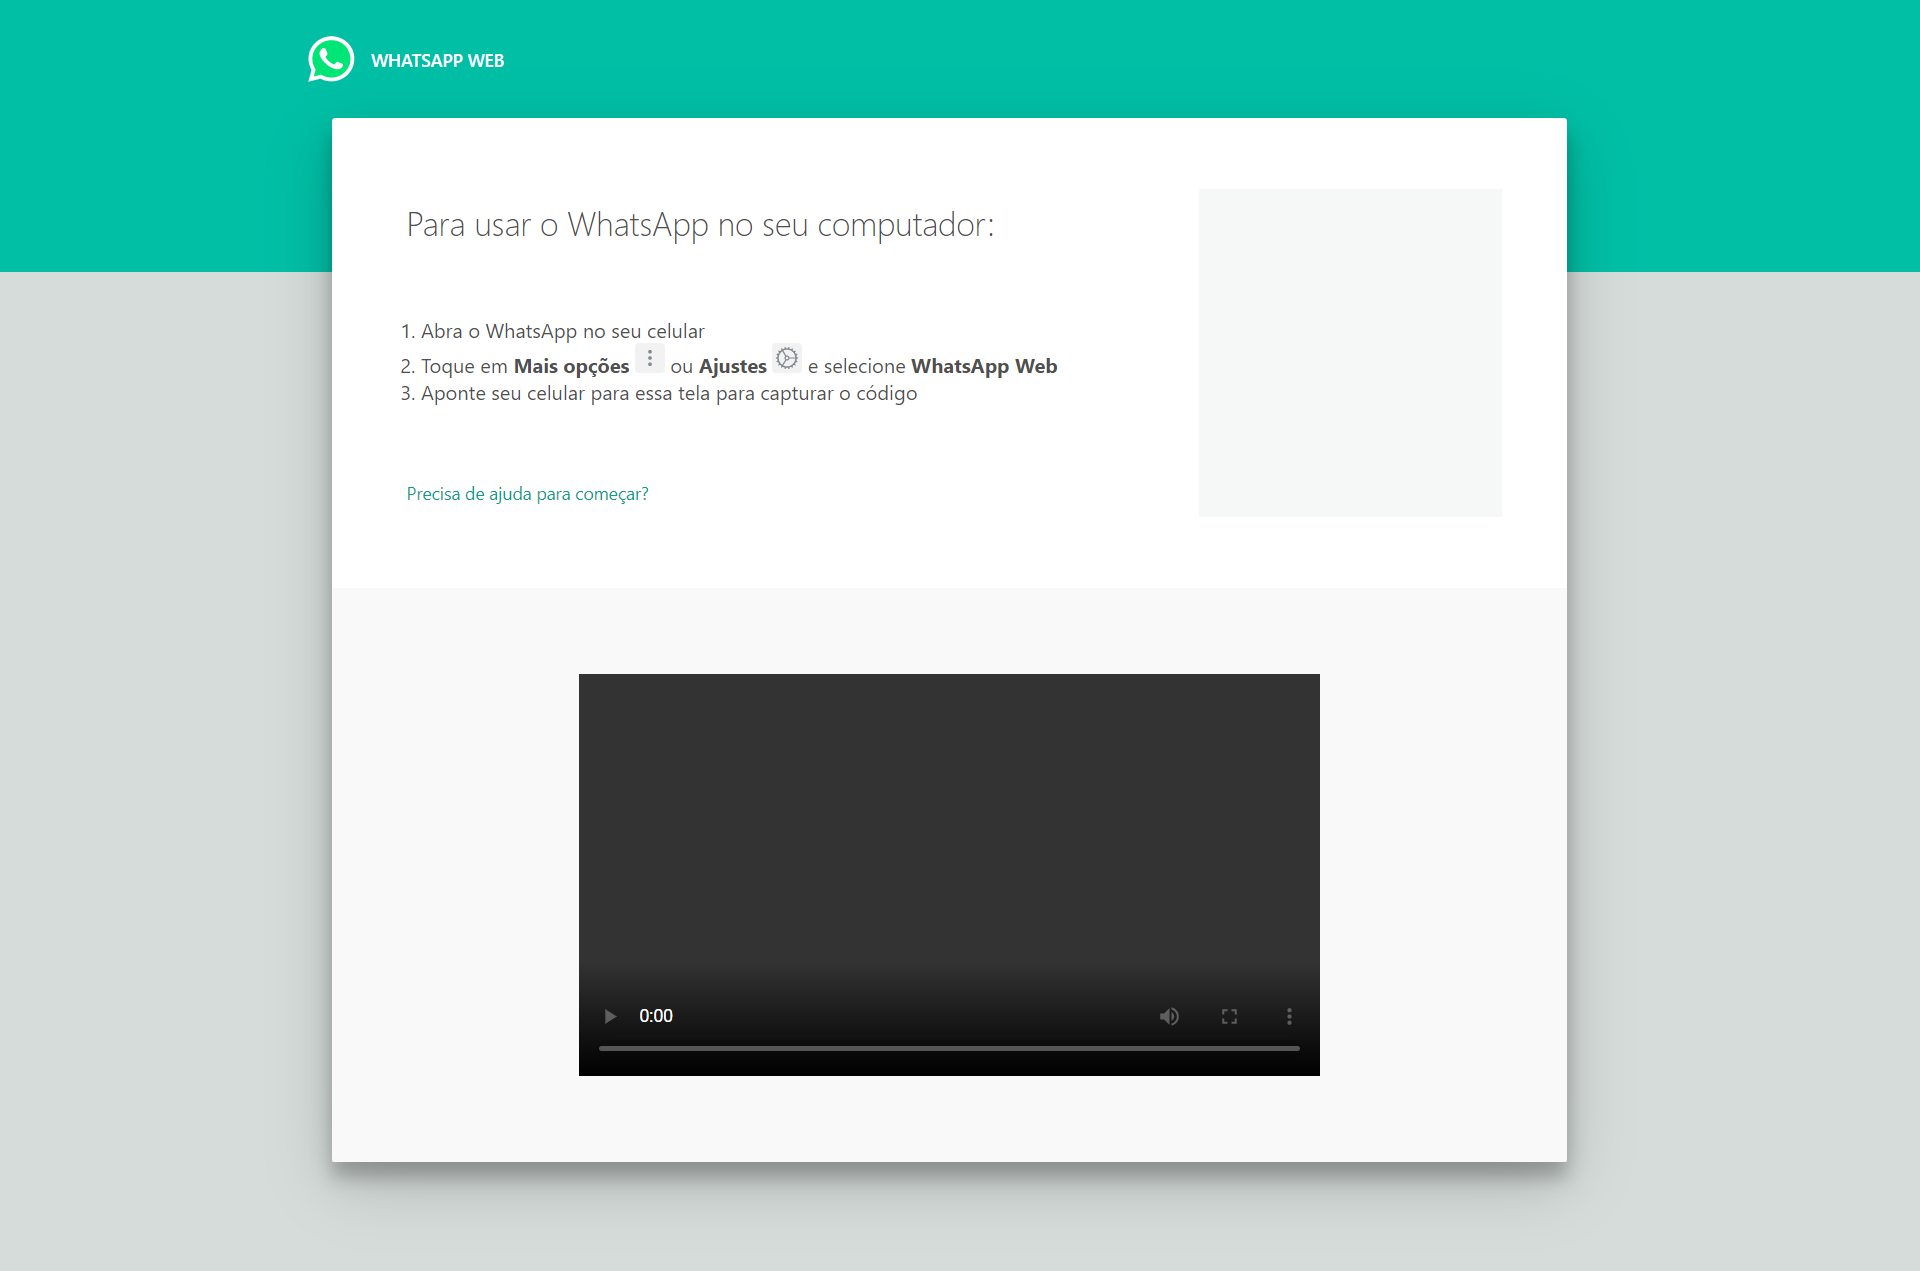 WHATSAPP WEB
Para usar o WhatsApp no seu computador:
1. Abra o WhatsApp no seu celular
2. Toque em Mais opções ou Ajustes e selecione WhatsApp Web
3. Aponte seu celular para essa tela para capturar o código
Precisa de ajuda para começar?
0:00